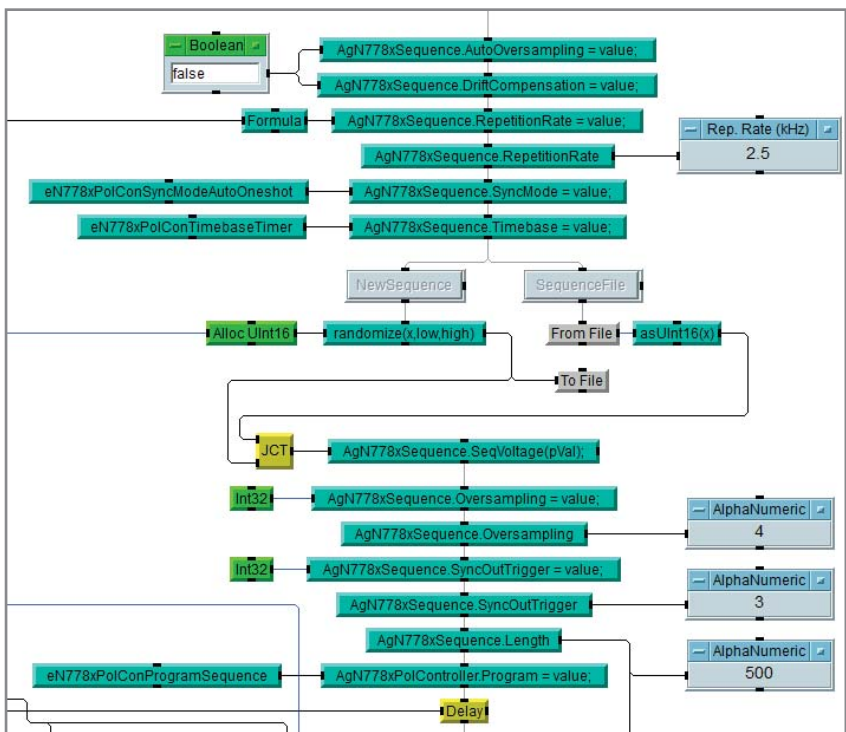 Boolean
false
AgN778xSequence.AutoOversampling = value;
AgN778xSequence.DriftCompensation = value;
Formula
AgN778xSequence.RepetitionRate = value;
Rep. Rate (kHz)
2.5
AgN778xSequence.RepetitionRate
eN778xPolConSyncModeAutoOneshot
AgN778xSequence.SyncMode = value;
eN778xPolConTimebaseTimer
AgN778xSequence.Timebase = value;
NewSequence
SequenceFile
Alloc UInt16
randomize(x,low,high)
From File
asUInt16(x)
To File
JCT
AgN778xSequence.SeqVoltage(pVal);
Int32
AgN778xSequence.Oversampling = value;
AlphaNumeric
4
AgN778xSequence.Oversampling
Int32
AgN778xSequence.SyncOutTrigger = value;
AlphaNumeric
3
AgN778xSequence.SyncOutTrigger
AgN778xSequence.Length
AlphaNumeric
500
eN778xPolConProgramSequence
AgN778xPolController.Program = value;
Delay